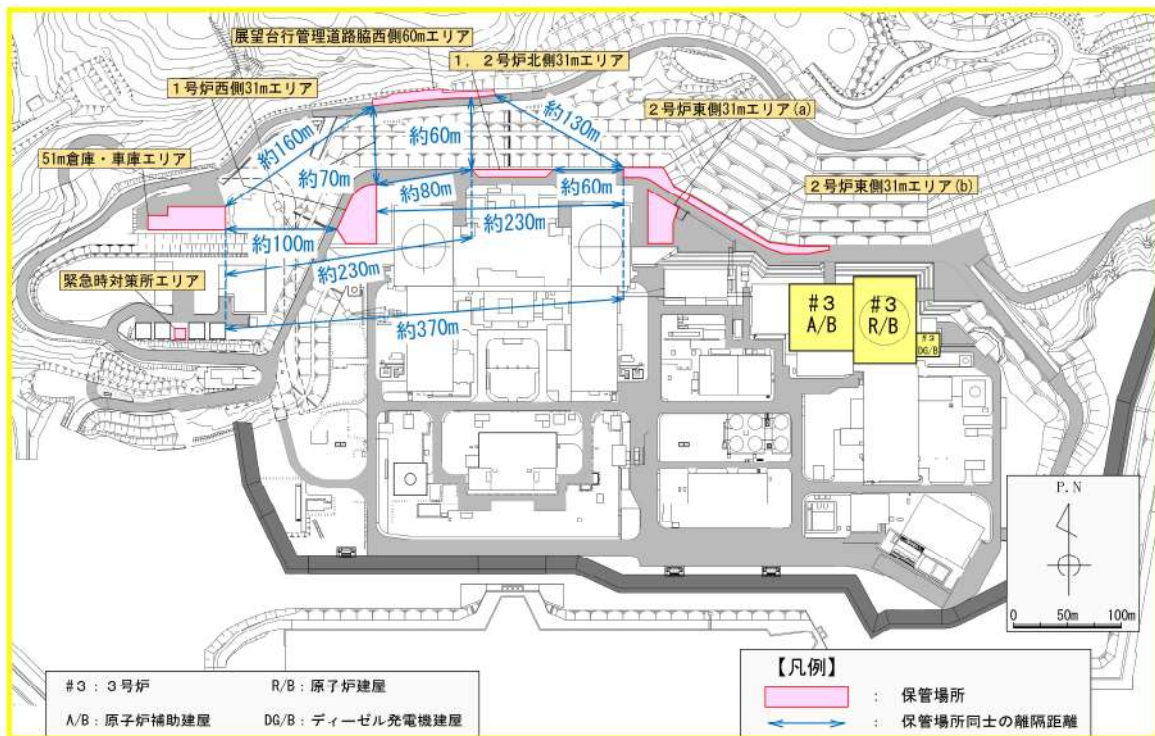 展望台行管理道路脇西側60mエリア
1,2号炉北側31mエリア
1号炉西側31mエリア
2号炉東側31mエリア(a)
51m倉庫・車庫エリア
2号炉東側31mエリア(b)
緊急時対策所エリア
約160m
約60m
約130m
約70m
約80m
約60m
約230m
約100m
約230m
約370m
#3
A/B
#3
R/B
#3
DG/B
P.N
0 50m 100m
#3:3号炉
R/B:原子炉建屋
A/B:原子炉補助建屋
DG/B:ディーゼル発電機建屋
【凡例】
: 保管場所
: 保管場所同士の離隔距離